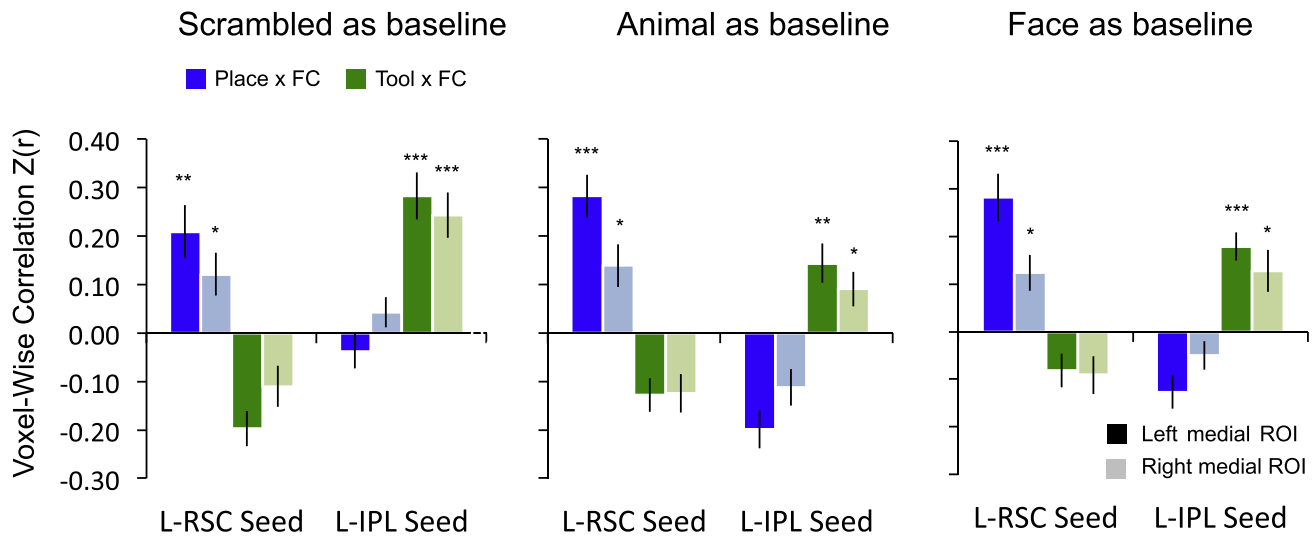 Scrambled as baseline
Animal as baseline
Face as baseline
Place x FC
Tool x FC
Voxel-Wise Correlation Z(r)
0.40
0.30
0.20
0.10
0.00
-0.10
-0.20
-0.30
** * *** ***
*** * ** *
*** * *** *
Left medial ROI
Right medial ROI
L-RSC Seed L-IPL Seed
L-RSC Seed L-IPL Seed
L-RSC Seed L-IPL Seed